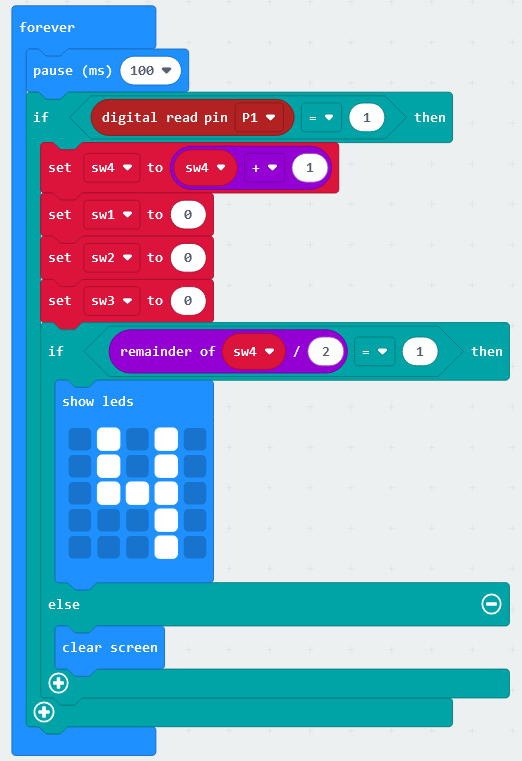 forever
pause (ms) 100
if digital read pin P1 = 1 then
set sw4 to sw4 + 1
set sw1 to 0
set sw2 to 0
set sw3 to 0
if remainder of sw4 / 2 = 1 then
show leds
else
clear screen